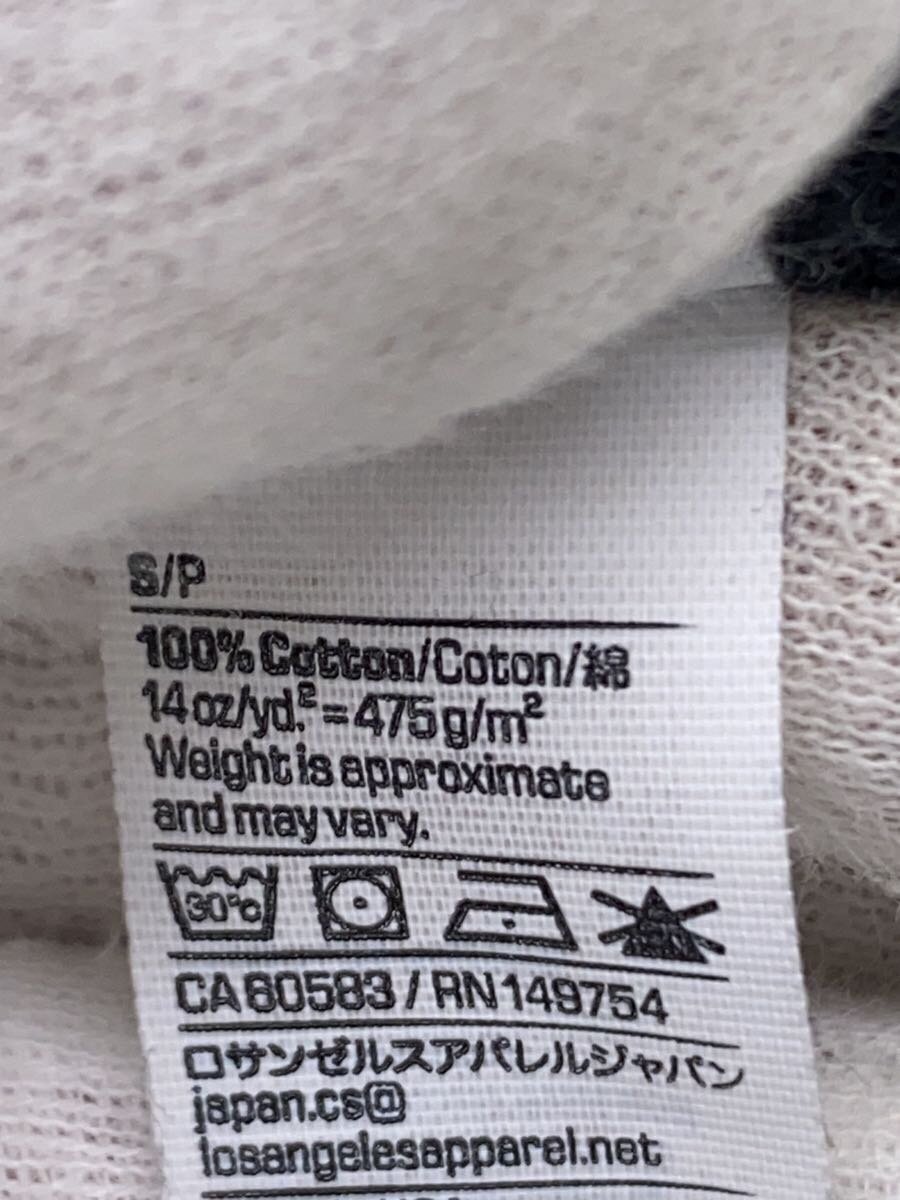 S/P
100% Cotton/Coton/綿
14 oz/yd.²=475 g/m²
Weight is approximate
and may vary.
30°C
CA 60583 / RN 149754
ロサンゼルスアパレルジャパン
japan.cs@
losangelesapparel.net